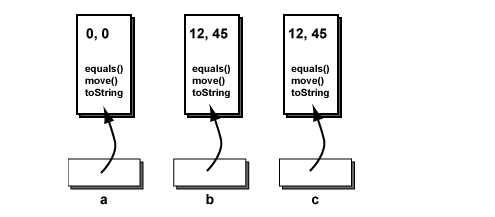 0, 0
equals()
move()
toString
12, 45
equals()
move()
toString
12, 45
equals()
move()
toString
a
b
c